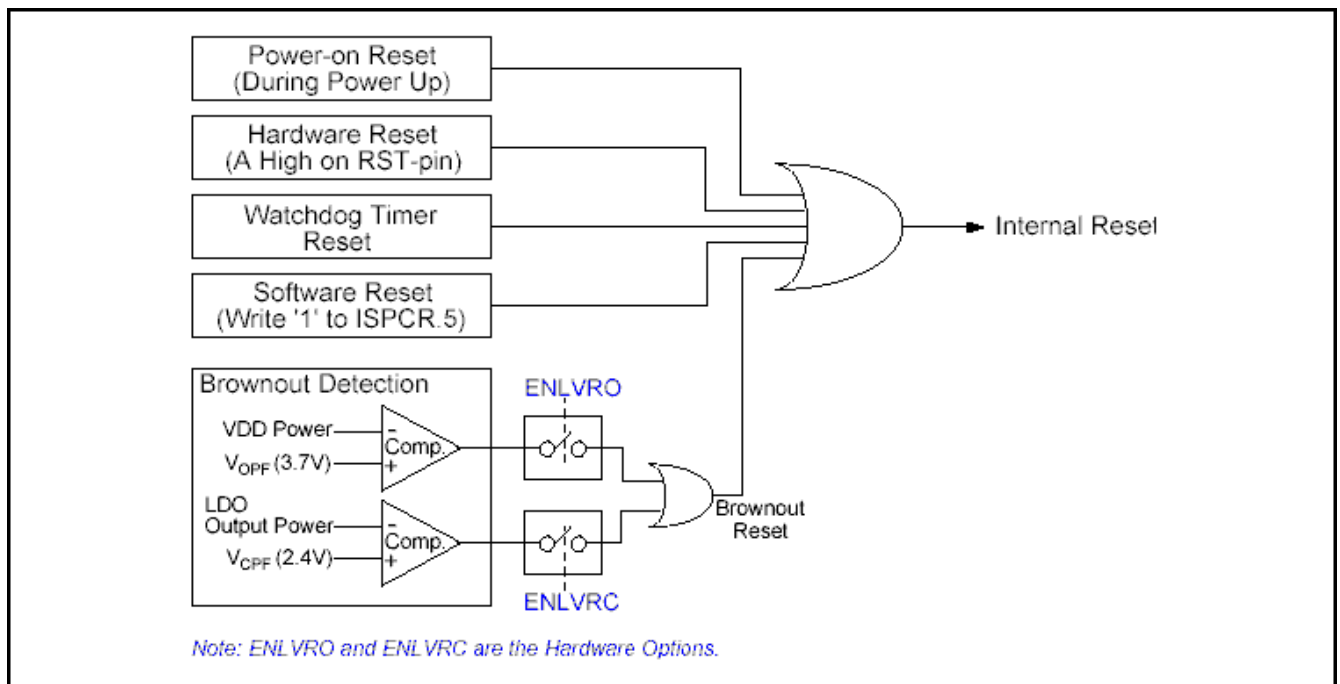 Power-on Reset
(During Power Up)
Hardware Reset
(A High on RST-pin)
Watchdog Timer
Reset
Software Reset
(Write '1' to ISPCR.5)
Internal Reset
Brownout Detection
VDD Power
-
Comp.
VOPF (3.7V)
+
LDO
Output Power
-
Comp.
VCPF (2.4V)
+
ENLVRO
ENLVRC
Brownout
Reset
Note: ENLVRO and ENLVRC are the Hardware Options.